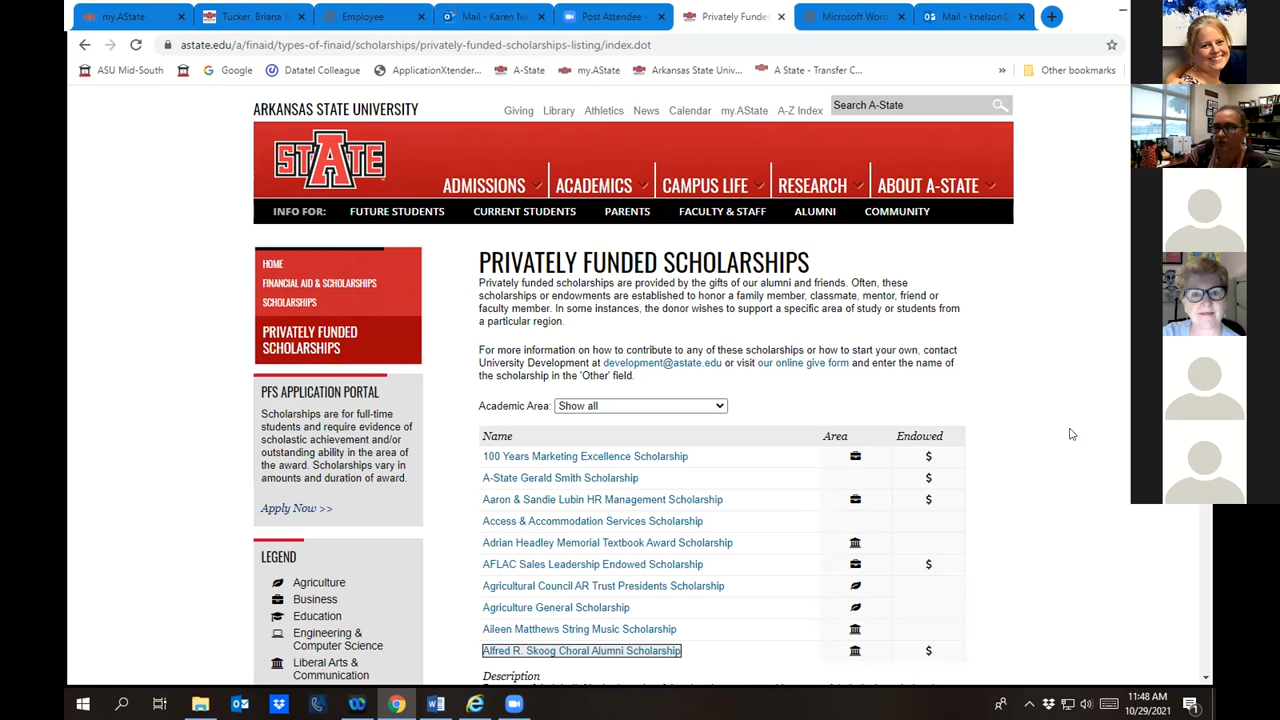 my.AState
Tucker, Briana M
Employee
Mail - Karen Ne
Post Attendee -
Privately Funded
Microsoft Word
Mail - knelson@
astate.edu/a/finaid/types-of-finaid/scholarships/privately-funded-scholarships-listing/index.dot
ASU Mid-South
Google
Datatel Colleague
ApplicationXtender...
A-State
my.AState
Arkansas State Univ...
A State - Transfer C...
»
Other bookmarks
ARKANSAS STATE UNIVERSITY
Giving
Library
Athletics
News
Calendar
my.AState
A-Z Index
Search A-State
STATE
ADMISSIONS
ACADEMICS
CAMPUS LIFE
RESEARCH
ABOUT A-STATE
INFO FOR:
FUTURE STUDENTS
CURRENT STUDENTS
PARENTS
FACULTY & STAFF
ALUMNI
COMMUNITY
HOME
FINANCIAL AID & SCHOLARSHIPS
SCHOLARSHIPS
PRIVATELY FUNDED
SCHOLARSHIPS
PFS APPLICATION PORTAL
Scholarships are for full-time
students and require evidence of
scholastic achievement and/or
outstanding ability in the area of
the award. Scholarships vary in
amounts and duration of award.
Apply Now >>
LEGEND
Agriculture
Business
Education
Engineering &
Computer Science
Liberal Arts &
Communication
PRIVATELY FUNDED SCHOLARSHIPS
Privately funded scholarships are provided by the gifts of our alumni and friends. Often, these
scholarships or endowments are established to honor a family member, classmate, mentor, friend or
faculty member. In some instances, the donor wishes to support a specific area of study or students from
a particular region.
For more information on how to contribute to any of these scholarships or how to start your own, contact
University Development at development@astate.edu or visit our online give form and enter the name of
the scholarship in the 'Other' field.
Academic Area: Show all
Name Area Endowed
100 Years Marketing Excellence Scholarship $
A-State Gerald Smith Scholarship $
Aaron & Sandie Lubin HR Management Scholarship $
Access & Accommodation Services Scholarship
Adrian Headley Memorial Textbook Award Scholarship
AFLAC Sales Leadership Endowed Scholarship $
Agricultural Council AR Trust Presidents Scholarship
Agriculture General Scholarship
Aileen Matthews String Music Scholarship
Alfred R. Skoog Choral Alumni Scholarship $
Description
11:48 AM
10/29/2021